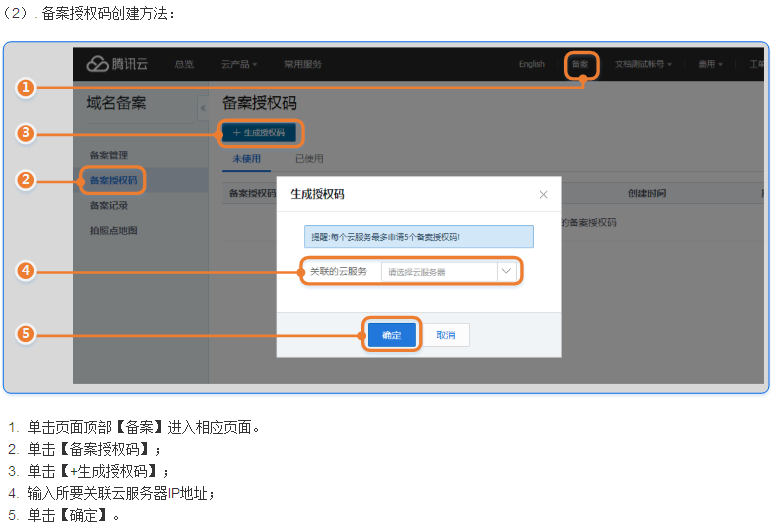 （2）. 备案授权码创建方法：
腾讯云 总览 云产品 常用服务 English 备案 文档测试帐号 费用 工单
1
域名备案
备案授权码
3
+ 生成授权码
未使用 已使用
备案管理
2
备案授权码
备案记录
拍照点地图
备案授权码 创建时间
的备案授权码
生成授权码
提醒:每个云服务最多申请5个备案授权码!
4
关联的云服务 请选择云服务器
5
确定 取消
1. 单击页面顶部【备案】进入相应页面。
2. 单击【备案授权码】；
3. 单击【+生成授权码】；
4. 输入所要关联云服务器IP地址；
5. 单击【确定】。